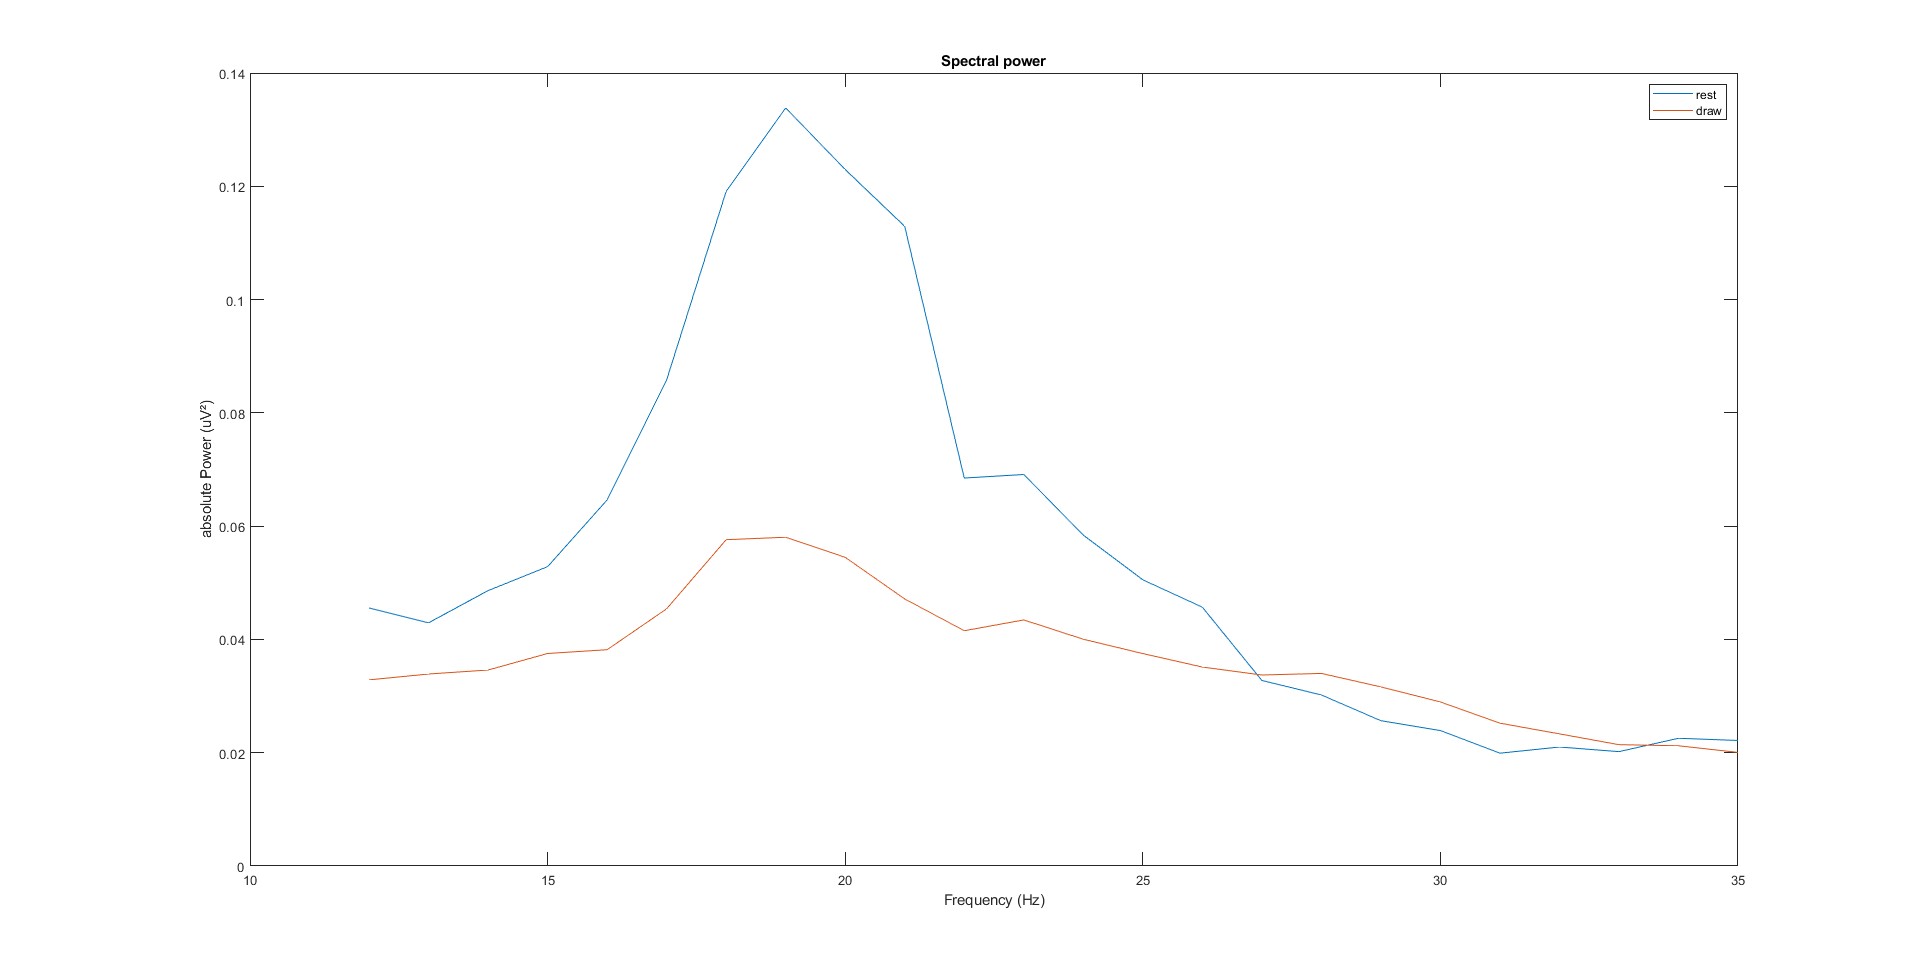 Spectral power
rest
draw
0.14
0.12
0.1
0.08
0.06
0.04
0.02
0
absolute Power (uV²)
10 15 20 25 30 35
Frequency (Hz)